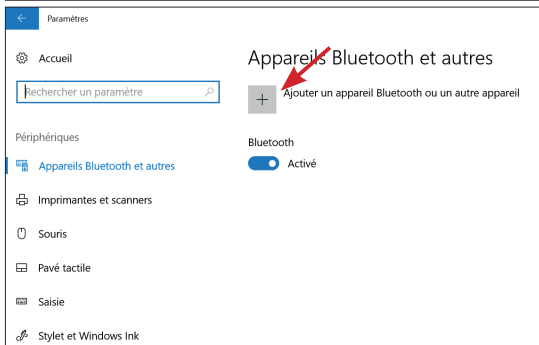 Paramètres
Accueil
Rechercher un paramètre
Périphériques
Appareils Bluetooth et autres
Imprimantes et scanners
Souris
Pavé tactile
Saisie
Stylet et Windows Ink
Appareils Bluetooth et autres
Ajouter un appareil Bluetooth ou un autre appareil
Bluetooth
Activé